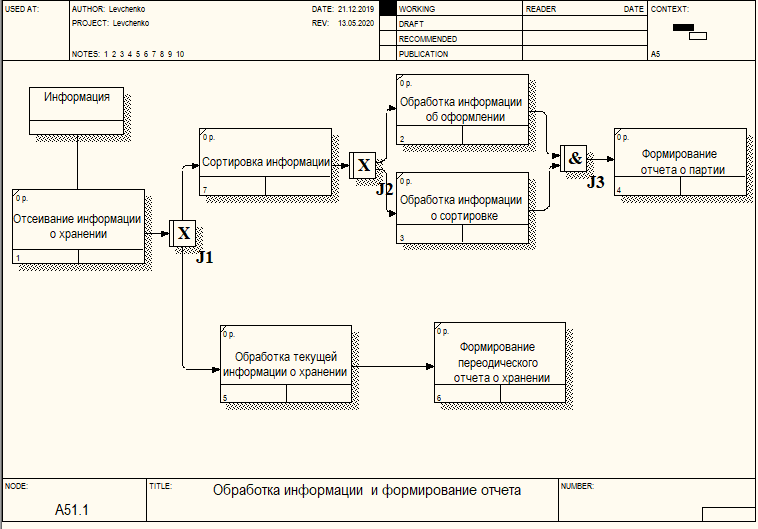 USED AT:
AUTHOR: Levchenko
DATE: 21.12.2019
PROJECT: Levchenko
REV: 13.05.2020
NOTES: 1 2 3 4 5 6 7 8 9 10
WORKING
DRAFT
RECOMMENDED
PUBLICATION
READER
DATE
CONTEXT:
A5
Информация
0 р.
Отсеивание информации
о хранении
1
X
J1
0 р.
Сортировка информации
7
X
J2
0 р.
Обработка информации
об оформлении
2
0 р.
Обработка информации
о сортировке
3
&
J3
0 р.
Формирование
отчета о партии
4
0 р.
Обработка текущей
информации о хранении
5
0 р.
Формирование
переодического
отчета о хранении
6
NODE:
A51.1
TITLE:
Обработка информации и формирование отчета
NUMBER: